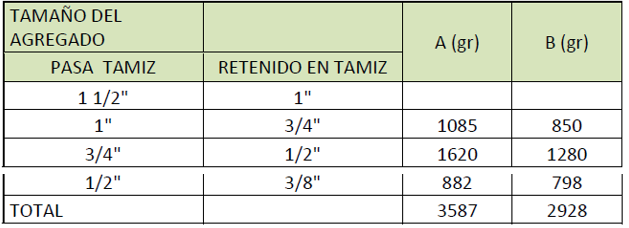 TAMAÑO DEL
AGREGADO
A (gr) B (gr)
PASA TAMIZ RETENIDO EN TAMIZ
1 1/2" 1"
1" 3/4" 1085 850
3/4" 1/2" 1620 1280
1/2" 3/8" 882 798
TOTAL 3587 2928